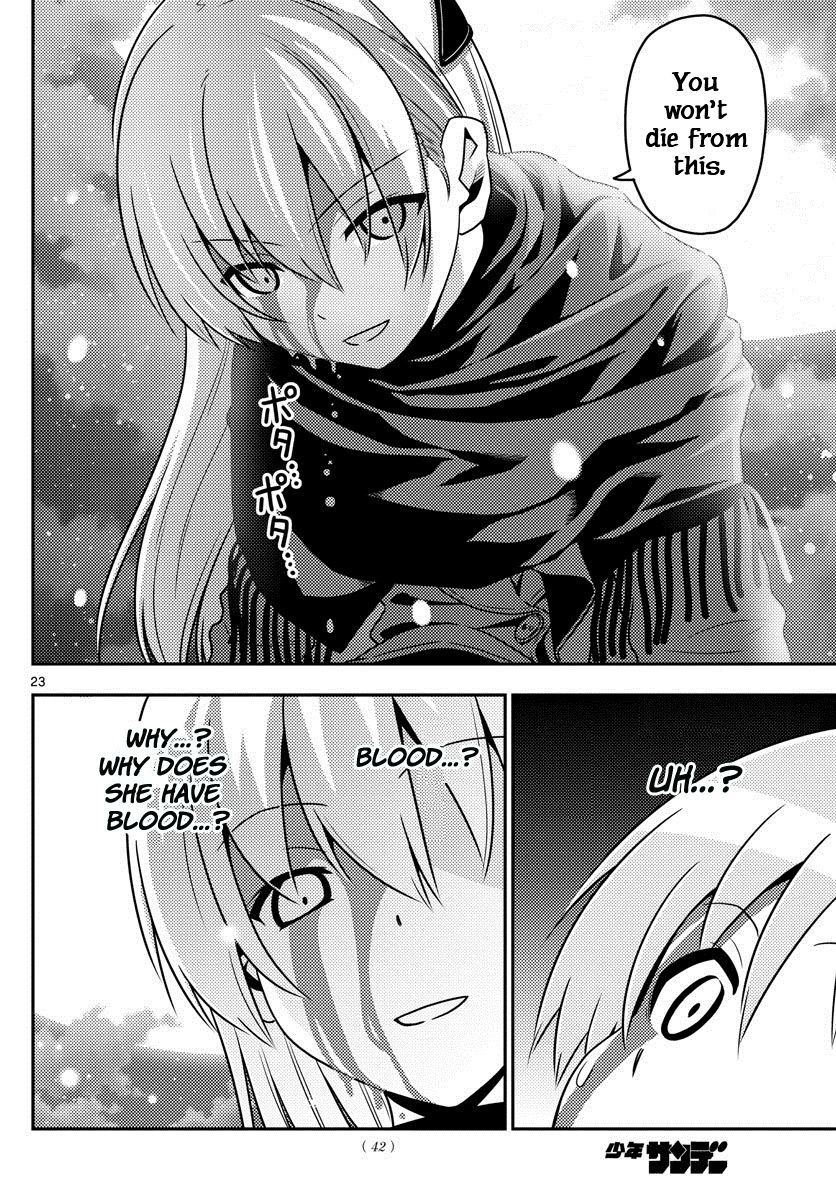 You
won't
die from
this.
ポタ…
ポタ…
23
UH...?
BLOOD...?
WHY...?
WHY DOES
SHE HAVE
BLOOD...?
( 42 )
少年サンデー